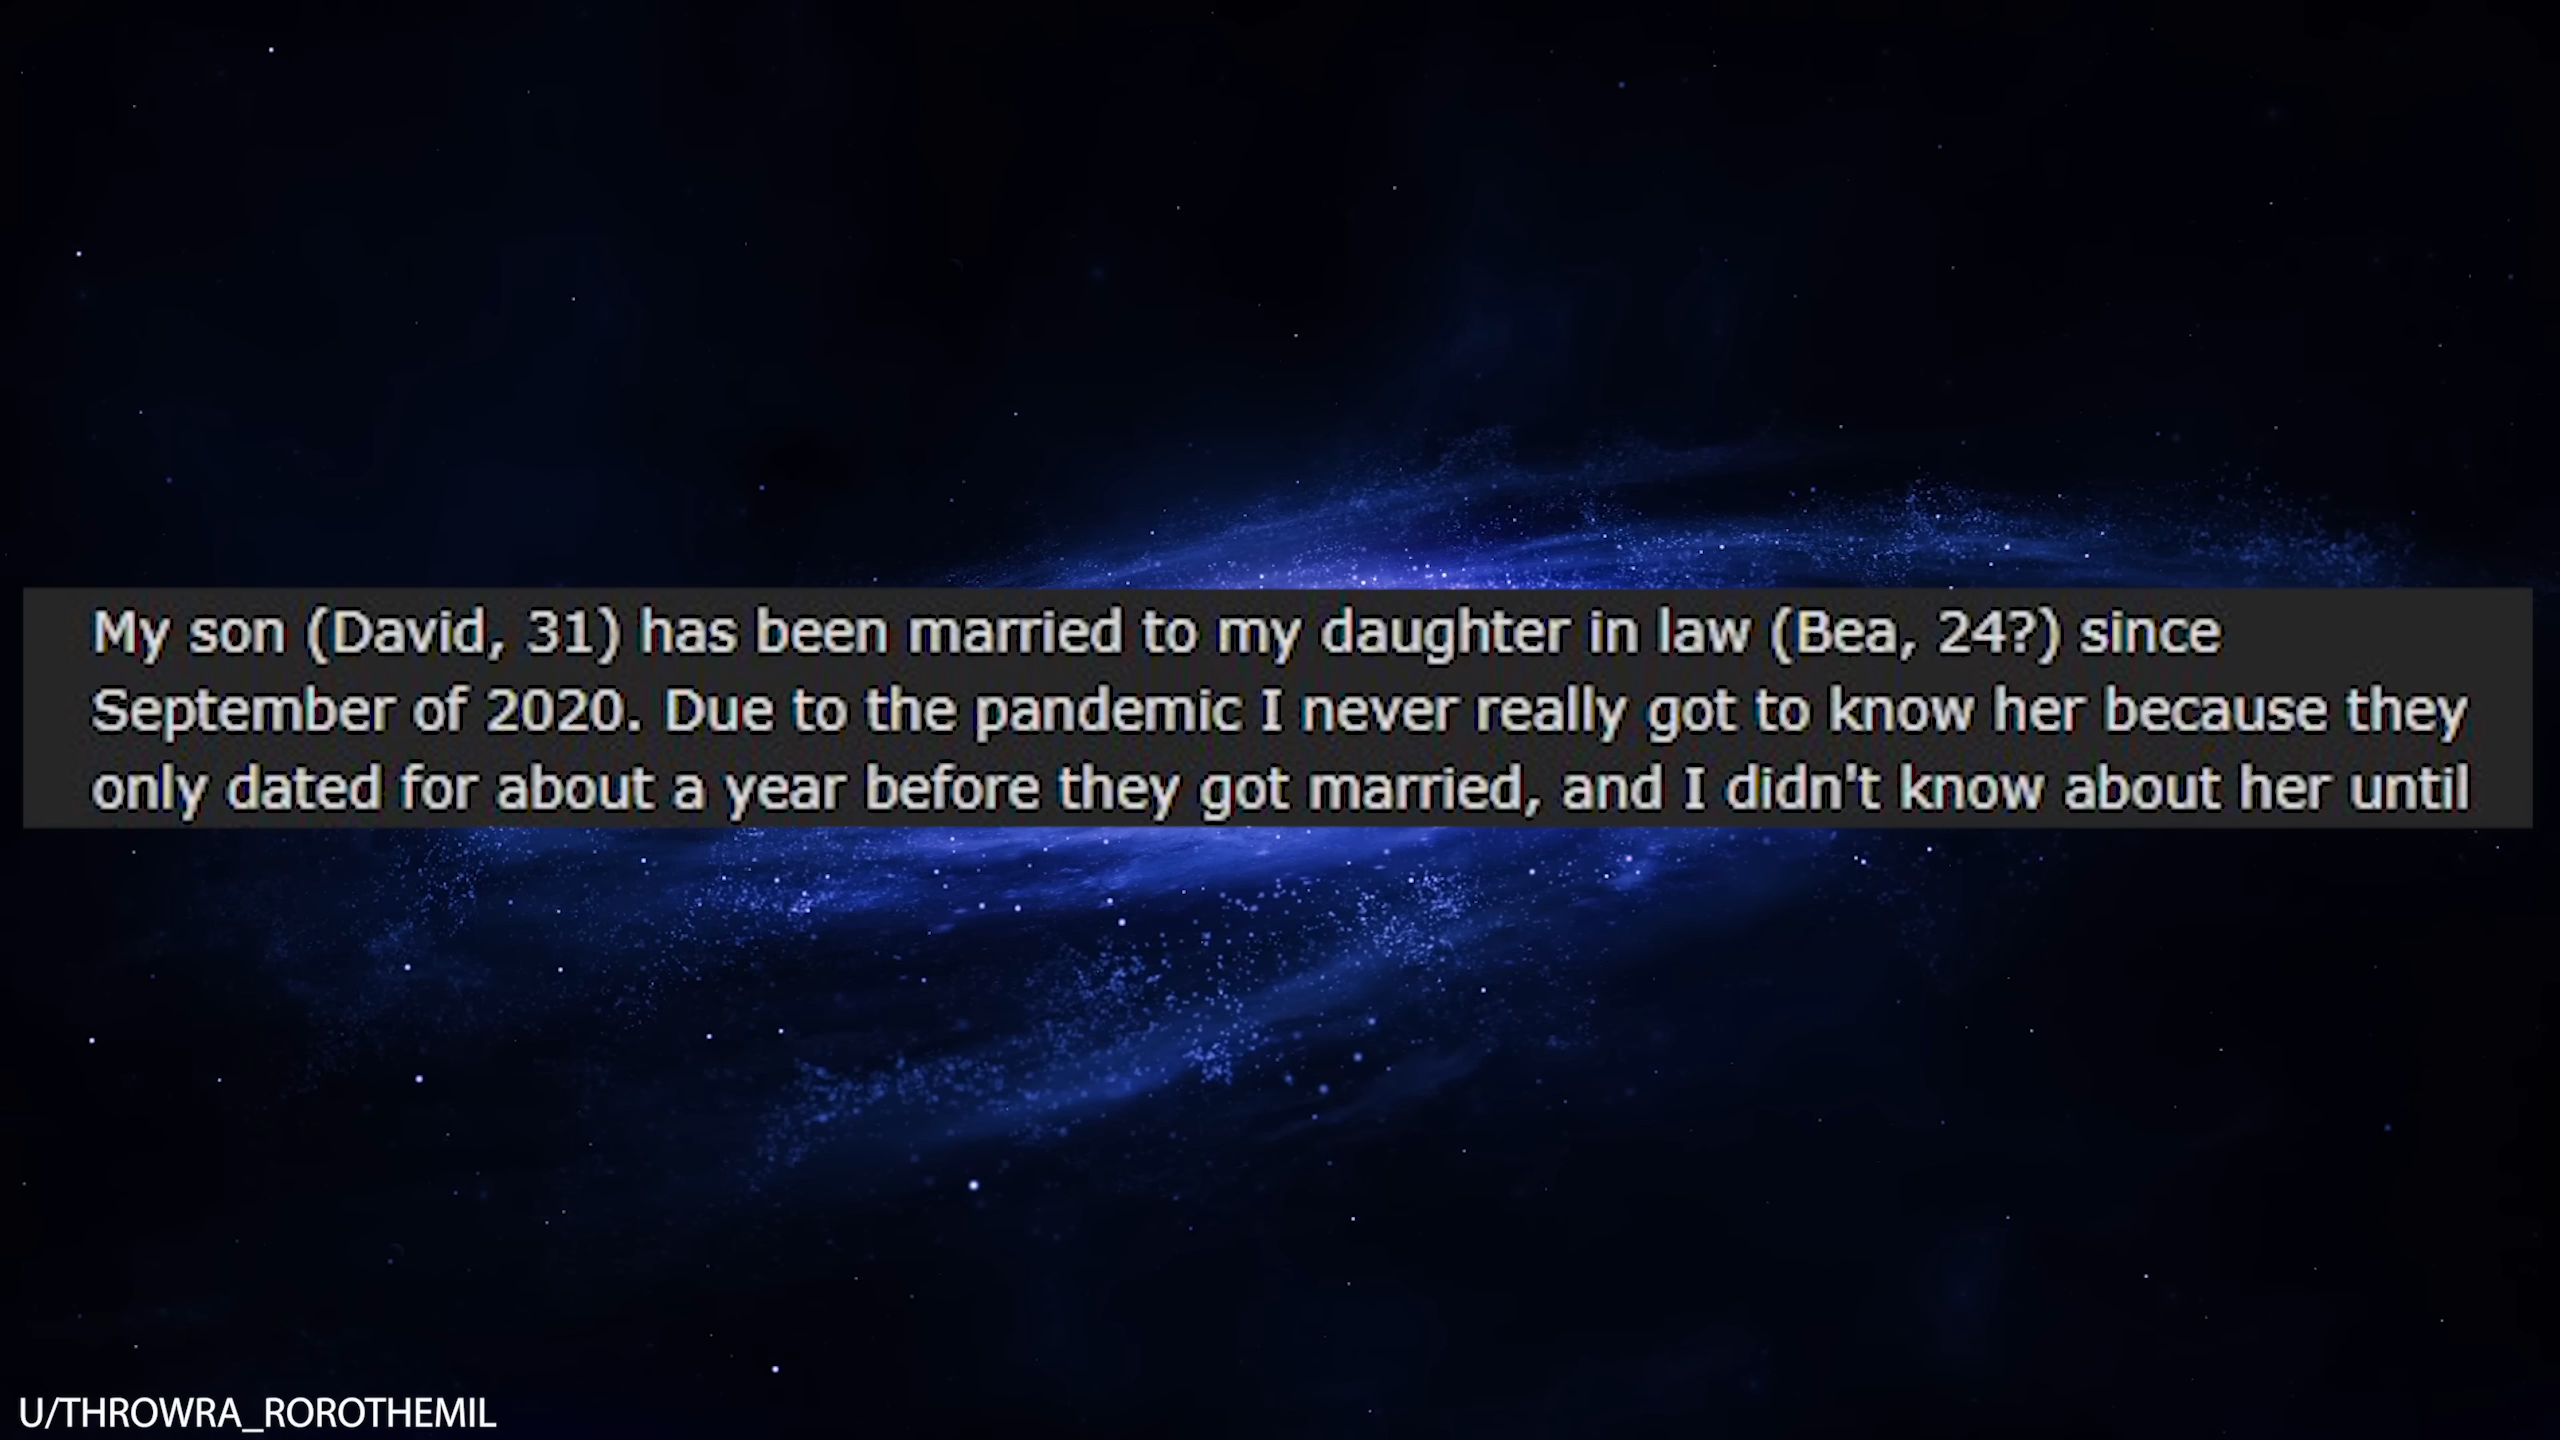 My son (David, 31) has been married to my daughter in law (Bea, 24?) since
September of 2020. Due to the pandemic I never really got to know her because they
only dated for about a year before they got married, and I didn't know about her until
U/THROWRA_ROROTHEMIL